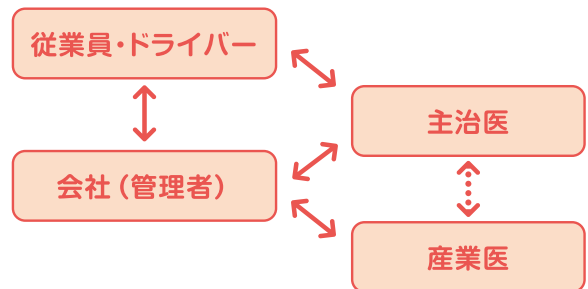 従業員・ドライバー
主治医
会社（管理者）
産業医